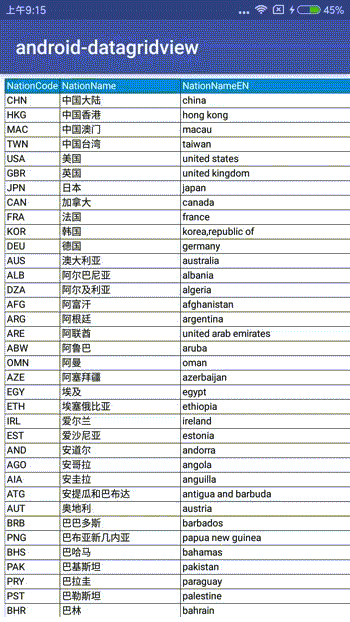 上午9:15 ... 45%
android-datagridview
NationCode NationName NationNameEN
CHN 中国大陆 china
HKG 中国香港 hong kong
MAC 中国澳门 macau
TWN 中国台湾 taiwan
USA 美国 united states
GBR 英国 united kingdom
JPN 日本 japan
CAN 加拿大 canada
FRA 法国 france
KOR 韩国 korea,republic of
DEU 德国 germany
AUS 澳大利亚 australia
ALB 阿尔巴尼亚 albania
DZA 阿尔及利亚 algeria
AFG 阿富汗 afghanistan
ARG 阿根廷 argentina
ARE 阿联酋 united arab emirates
ABW 阿鲁巴 aruba
OMN 阿曼 oman
AZE 阿塞拜疆 azerbaijan
EGY 埃及 egypt
ETH 埃塞俄比亚 ethiopia
IRL 爱尔兰 ireland
EST 爱沙尼亚 estonia
AND 安道尔 andorra
AGO 安哥拉 angola
AIA 安圭拉 anguilla
ATG 安提瓜和巴布达 antigua and barbuda
AUT 奥地利 austria
BRB 巴巴多斯 barbados
PNG 巴布亚新几内亚 papua new guinea
BHS 巴哈马 bahamas
PAK 巴基斯坦 pakistan
PRY 巴拉圭 paraguay
PST 巴勒斯坦 palestine
BHR 巴林 bahrain